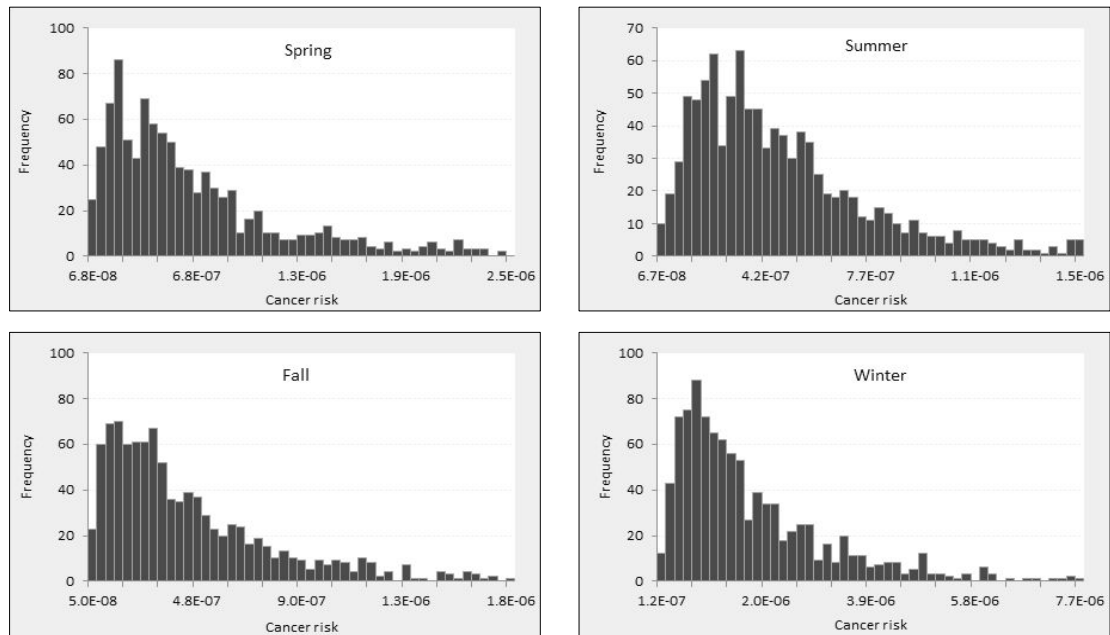 Spring
Frequency
100
80
60
40
20
0
6.8E-08 6.8E-07 1.3E-06 1.9E-06 2.5E-06
Cancer risk
Summer
Frequency
70
60
50
40
30
20
10
0
6.7E-08 4.2E-07 7.7E-07 1.1E-06 1.5E-06
Cancer risk
Fall
Frequency
100
80
60
40
20
0
5.0E-08 4.8E-07 9.0E-07 1.3E-06 1.8E-06
Cancer risk
Winter
Frequency
100
80
60
40
20
0
1.2E-07 2.0E-06 3.9E-06 5.8E-06 7.7E-06
Cancer risk